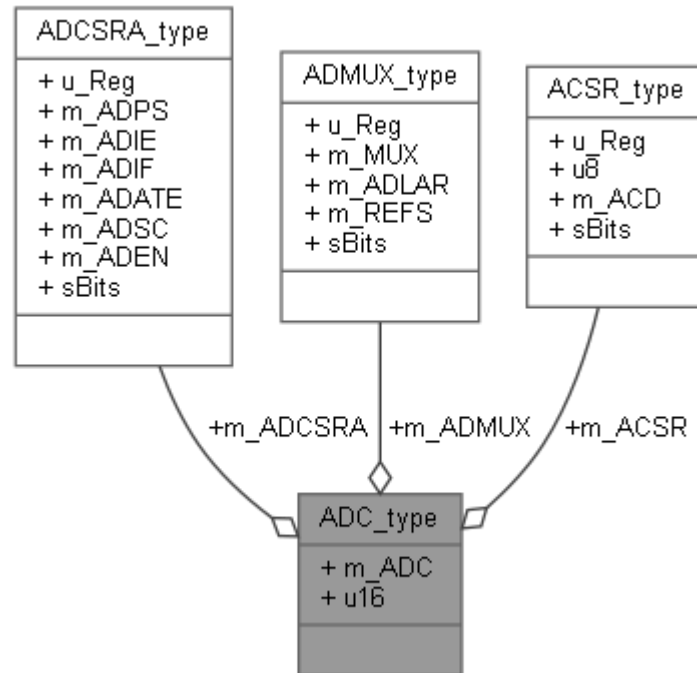 ADCSRA_type
+ u_Reg
+ m_ADPS
+ m_ADIE
+ m_ADIF
+ m_ADATE
+ m_ADSC
+ m_ADEN
+ sBits
ADMUX_type
+ u_Reg
+ m_MUX
+ m_ADLAR
+ m_REFS
+ sBits
ACSR_type
+ u_Reg
+ u8
+ m_ACD
+ sBits
+m_ADCSRA
+m_ADMUX
+m_ACSR
ADC_type
+ m_ADC
+ u16